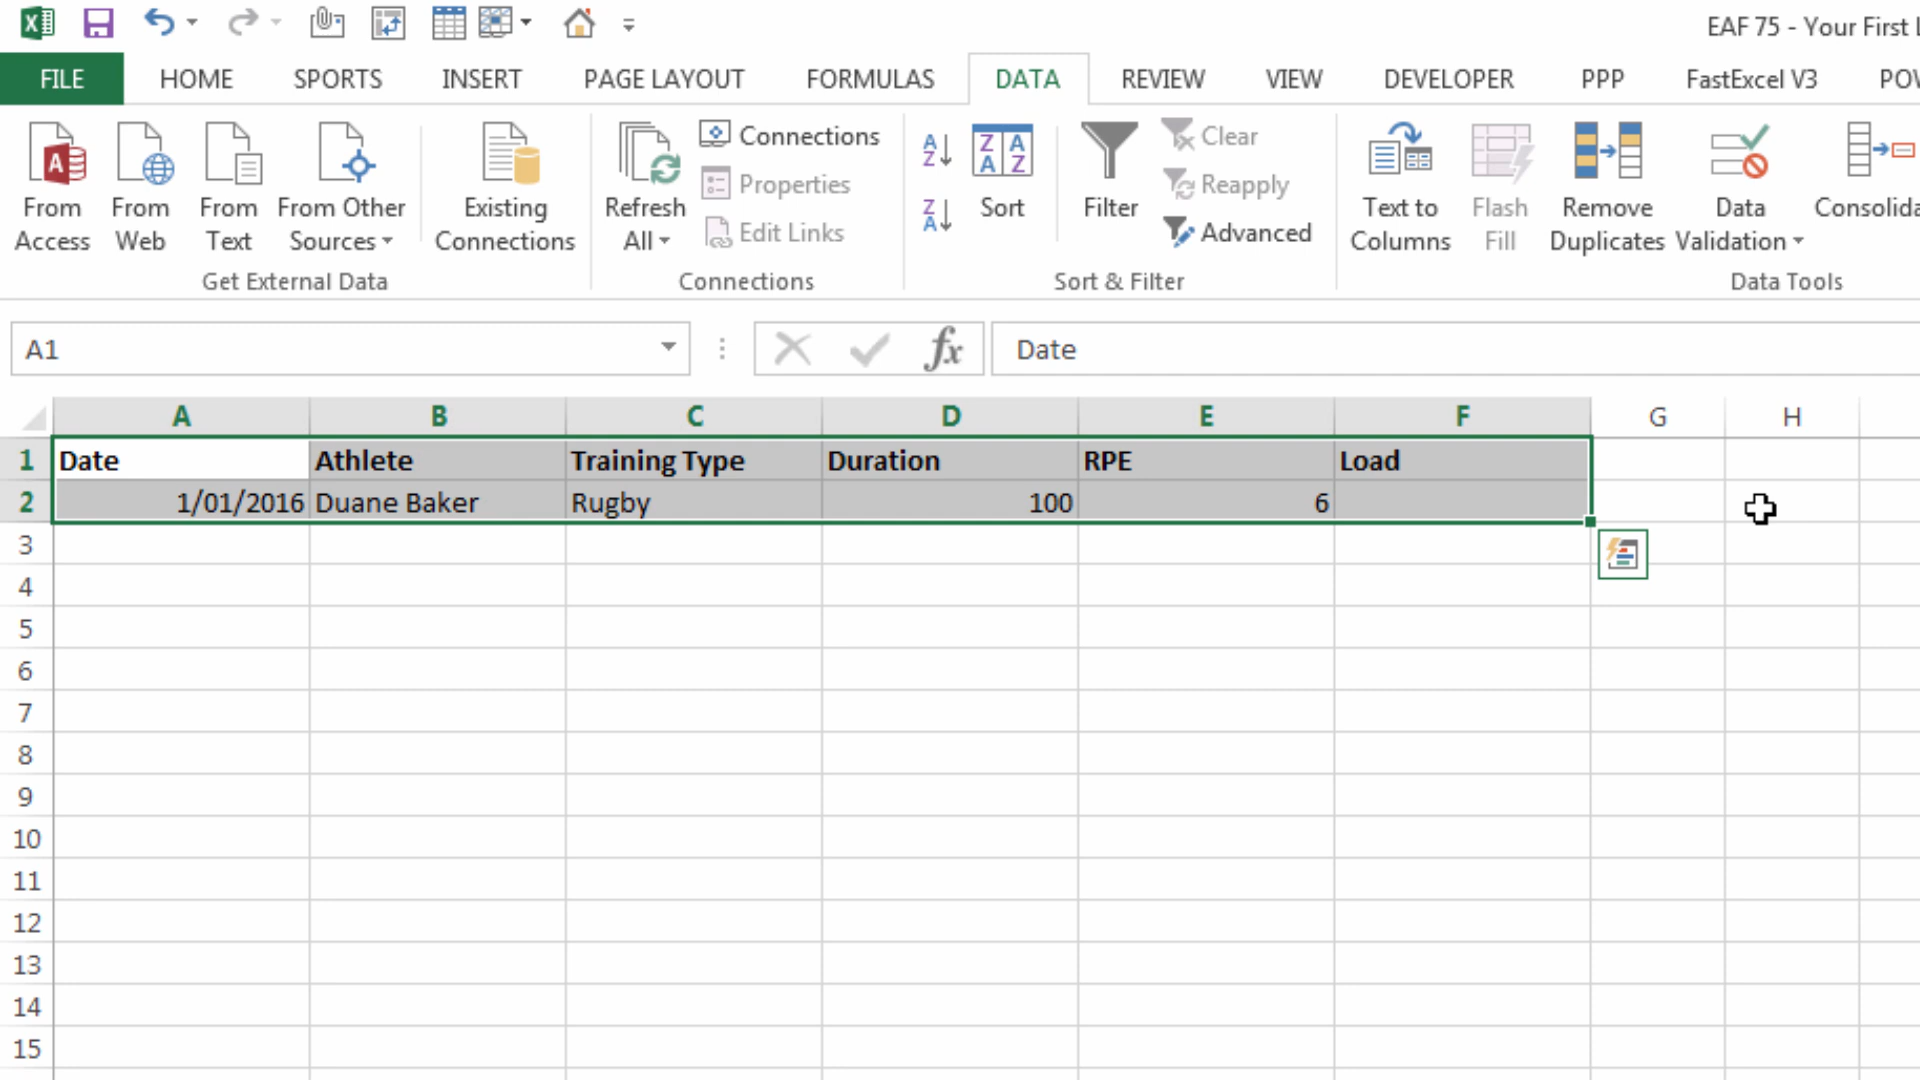 EAF 75 - Your First L
FILE HOME SPORTS INSERT PAGE LAYOUT FORMULAS DATA REVIEW VIEW DEVELOPER PPP FastExcel V3 POV
From Access
From Web
From Text
From Other Sources
Existing Connections
Get External Data
Refresh All
Connections
Properties
Edit Links
Connections
Sort
Filter
Clear
Reapply
Advanced
Sort & Filter
Text to Columns
Flash Fill
Remove Duplicates
Data Validation
Consolida
Data Tools
A1 fx Date
A B C D E F G H
1 Date Athlete Training Type Duration RPE Load
2 1/01/2016 Duane Baker Rugby 100 6
3
4
5
6
7
8
9
10
11
12
13
14
15